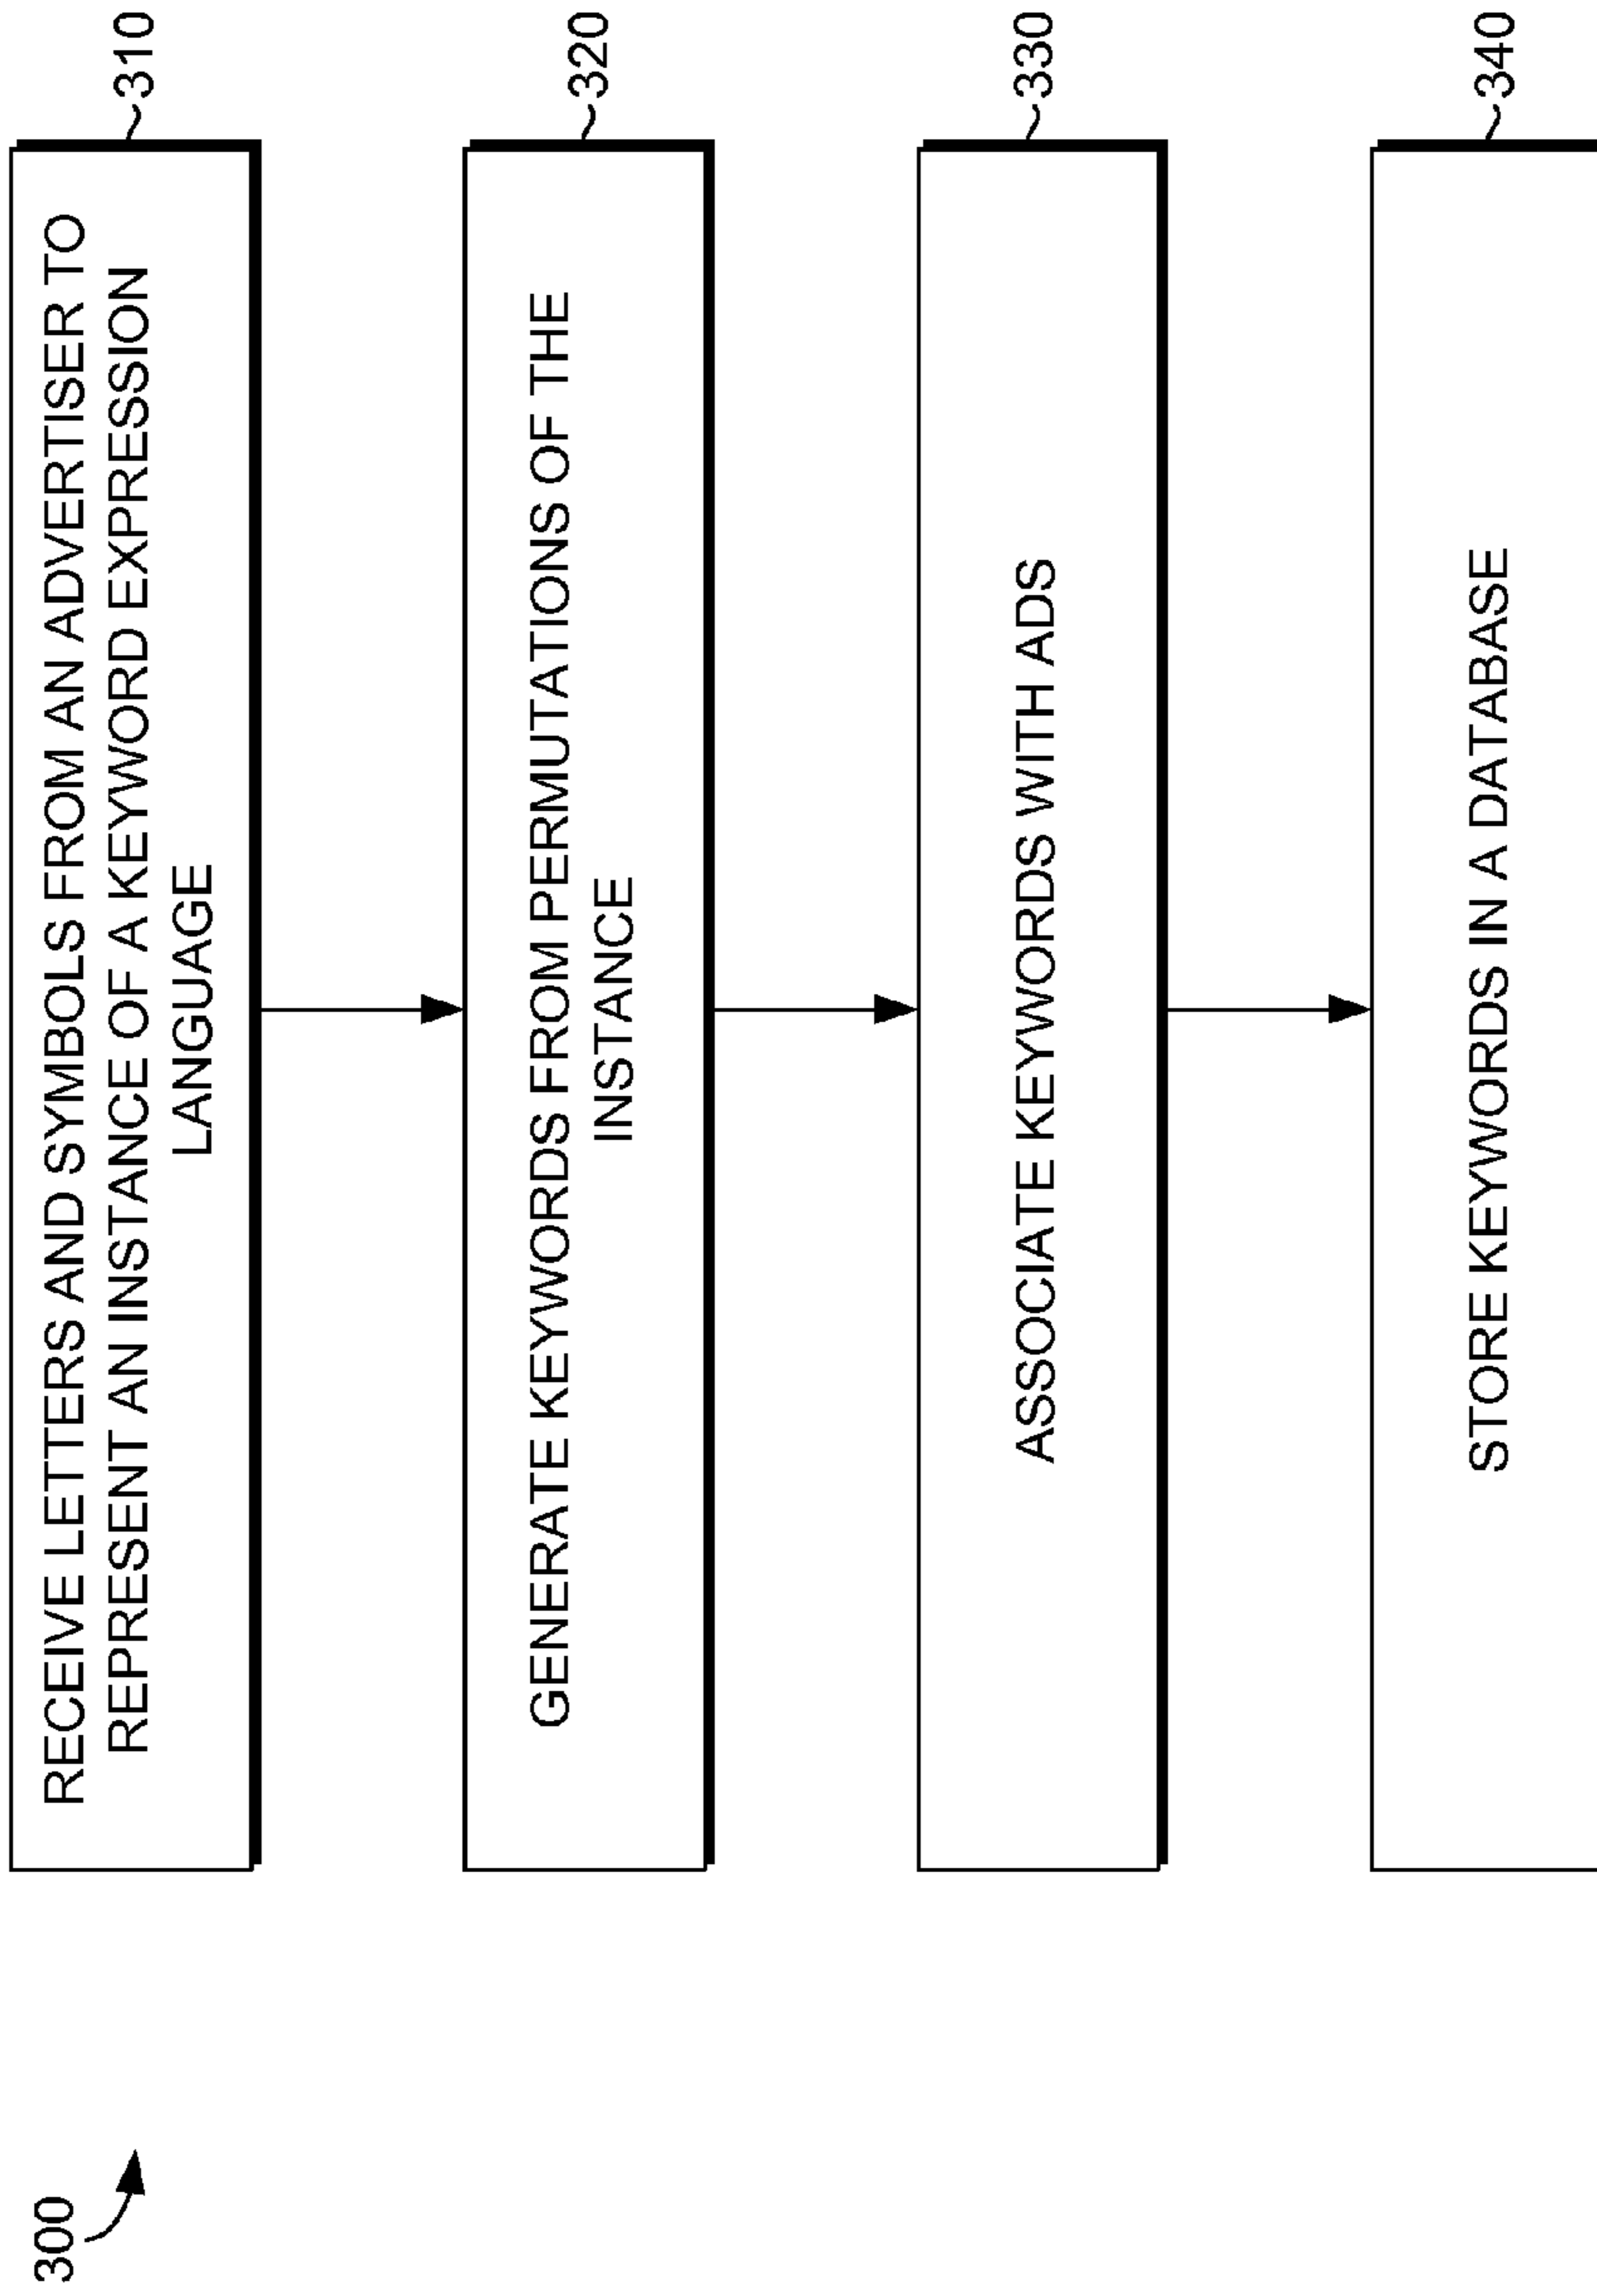 300
RECEIVE LETTERS AND SYMBOLS FROM AN ADVERTISER TO
REPRESENT AN INSTANCE OF A KEYWORD EXPRESSION
LANGUAGE
~310
GENERATE KEYWORDS FROM PERMUTATIONS OF THE
INSTANCE
~320
ASSOCIATE KEYWORDS WITH ADS
~330
STORE KEYWORDS IN A DATABASE
~340